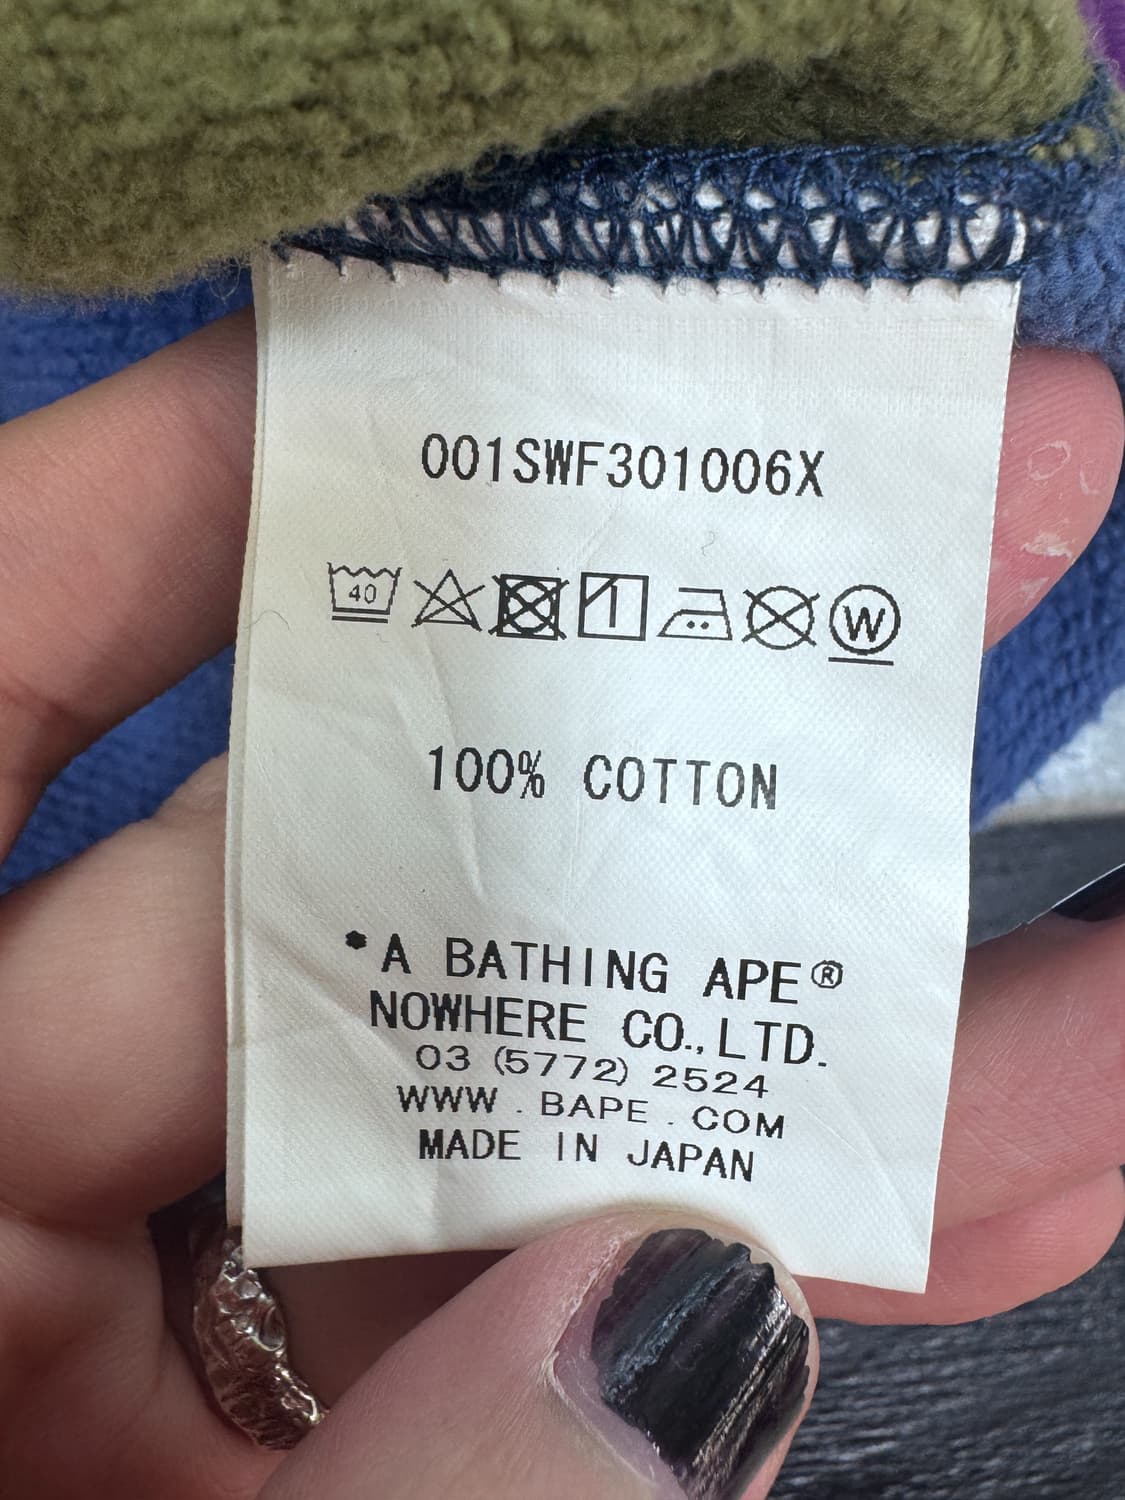 001SWF301006X
40 W
100% COTTON
*A BATHING APE®
NOWHERE CO.,LTD.
03 (5772) 2524
WWW . BAPE . COM
MADE IN JAPAN